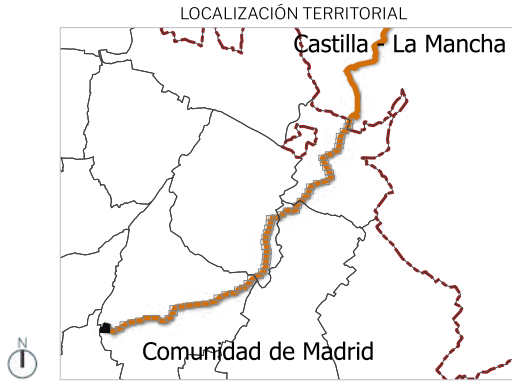 LOCALIZACIÓN TERRITORIAL
Castilla - La Mancha
Comunidad de Madrid
N